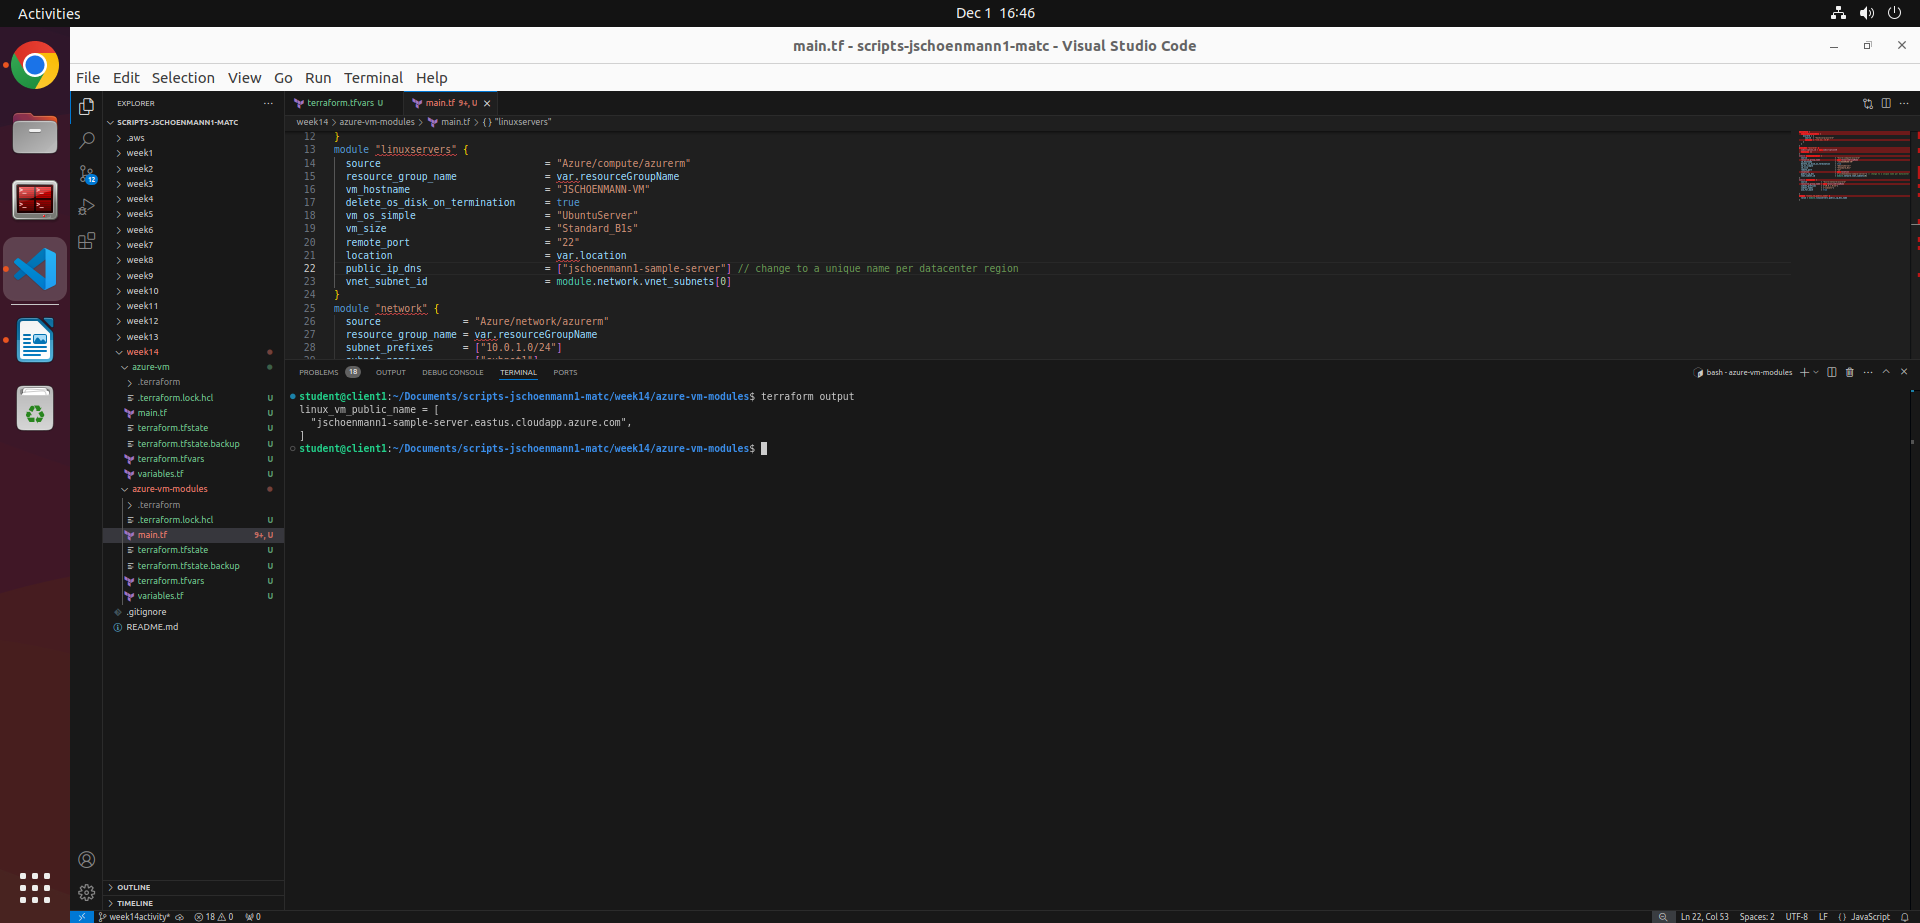 Activities
Dec 1 16:46
main.tf - scripts-jschoenmann1-matc - Visual Studio Code
File Edit Selection View Go Run Terminal Help
EXPLORER
SCRIPTS-JSCHOENMANN1-MATC
.aws
week1
week2
week3
week4
week5
week6
week7
week8
week9
week10
week11
week12
week13
week14
azure-vm
.terraform
.terraform.lock.hcl U
main.tf U
terraform.tfstate U
terraform.tfstate.backup U
terraform.tfvars U
variables.tf U
azure-vm-modules
.terraform
.terraform.lock.hcl U
main.tf 9+, U
terraform.tfstate U
terraform.tfstate.backup U
terraform.tfvars U
variables.tf U
.gitignore
README.md
OUTLINE
TIMELINE
12
terraform.tfvars U
main.tf 9+, U
week14 > azure-vm-modules > main.tf > {} "linuxservers"
12 }
13 module "linuxservers" {
14 source = "Azure/compute/azurerm"
15 resource_group_name = var.resourceGroupName
16 vm_hostname = "JSCHOENMANN-VM"
17 delete_os_disk_on_termination = true
18 vm_os_simple = "UbuntuServer"
19 vm_size = "Standard_B1s"
20 remote_port = "22"
21 location = var.location
22 public_ip_dns = ["jschoenmann1-sample-server"] // change to a unique name per datacenter region
23 vnet_subnet_id = module.network.vnet_subnets[0]
24 }
25 module "network" {
26 source = "Azure/network/azurerm"
27 resource_group_name = var.resourceGroupName
28 subnet_prefixes = ["10.0.1.0/24"]
PROBLEMS 18 OUTPUT DEBUG CONSOLE TERMINAL PORTS
bash - azure-vm-modules
student@client1:~/Documents/scripts-jschoenmann1-matc/week14/azure-vm-modules$ terraform output
linux_vm_public_name = [
"jschoenmann1-sample-server.eastus.cloudapp.azure.com",
]
student@client1:~/Documents/scripts-jschoenmann1-matc/week14/azure-vm-modules$
week14activity* 18 0 0
Ln 22, Col 53 Spaces: 2 UTF-8 LF {} JavaScript